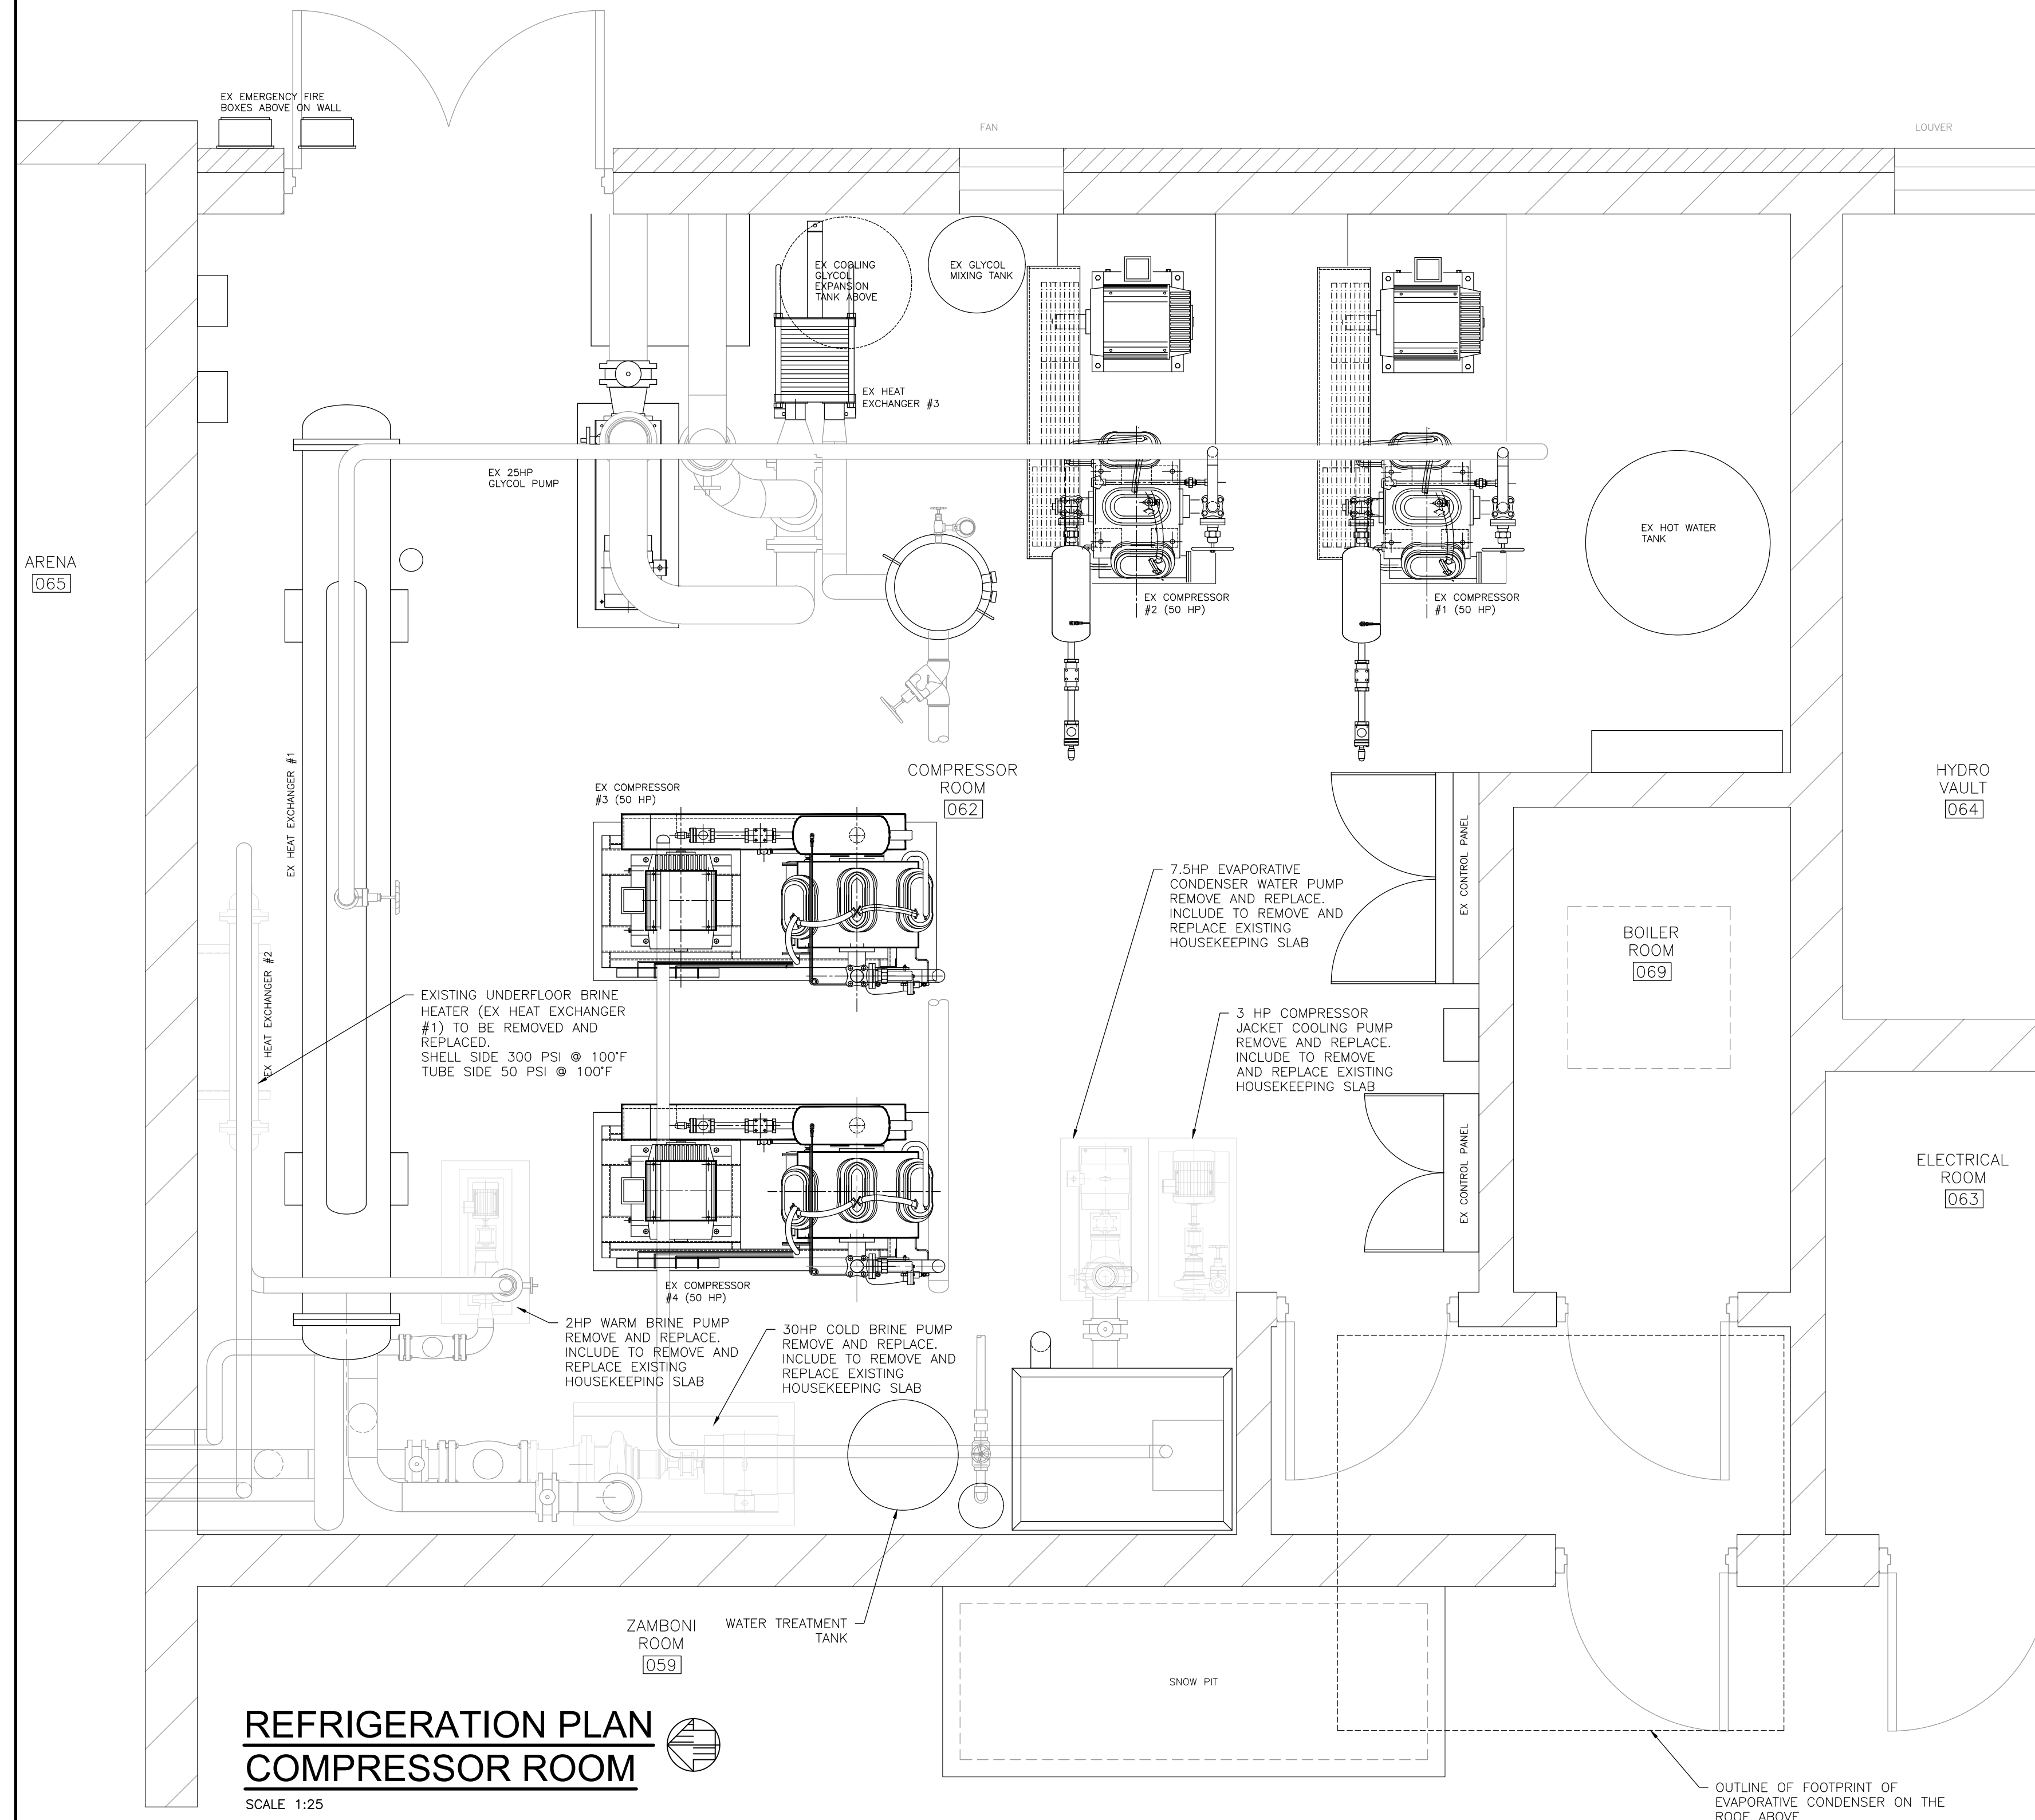 EX EMERGENCY FIRE
BOXES ABOVE ON WALL
FAN
LOUVER
EX COOLING
GLYCOL
EXPANSION
TANK ABOVE
EX GLYCOL
MIXING TANK
EX HEAT
EXCHANGER #3
EX 25HP
GLYCOL PUMP
EX HOT WATER
TANK
ARENA
065
EX COMPRESSOR
#2 (50 HP)
EX COMPRESSOR
#1 (50 HP)
EX HEAT EXCHANGER #1
EX COMPRESSOR
#3 (50 HP)
COMPRESSOR
ROOM
062
HYDRO
VAULT
064
EX CONTROL PANEL
7.5HP EVAPORATIVE
CONDENSER WATER PUMP
REMOVE AND REPLACE.
INCLUDE TO REMOVE AND
REPLACE EXISTING
HOUSEKEEPING SLAB
BOILER
ROOM
069
EX HEAT EXCHANGER #2
EXISTING UNDERFLOOR BRINE
HEATER (EX HEAT EXCHANGER
#1) TO BE REMOVED AND
REPLACED.
SHELL SIDE 300 PSI @ 100°F
TUBE SIDE 50 PSI @ 100°F
3 HP COMPRESSOR
JACKET COOLING PUMP
REMOVE AND REPLACE.
INCLUDE TO REMOVE
AND REPLACE EXISTING
HOUSEKEEPING SLAB
EX CONTROL PANEL
ELECTRICAL
ROOM
063
EX COMPRESSOR
#4 (50 HP)
2HP WARM BRINE PUMP
REMOVE AND REPLACE.
INCLUDE TO REMOVE AND
REPLACE EXISTING
HOUSEKEEPING SLAB
30HP COLD BRINE PUMP
REMOVE AND REPLACE.
INCLUDE TO REMOVE AND
REPLACE EXISTING
HOUSEKEEPING SLAB
ZAMBONI
ROOM
059
WATER TREATMENT
TANK
SNOW PIT
REFRIGERATION PLAN
COMPRESSOR ROOM
SCALE 1:25
OUTLINE OF FOOTPRINT OF
EVAPORATIVE CONDENSER ON THE
ROOF ABOVE